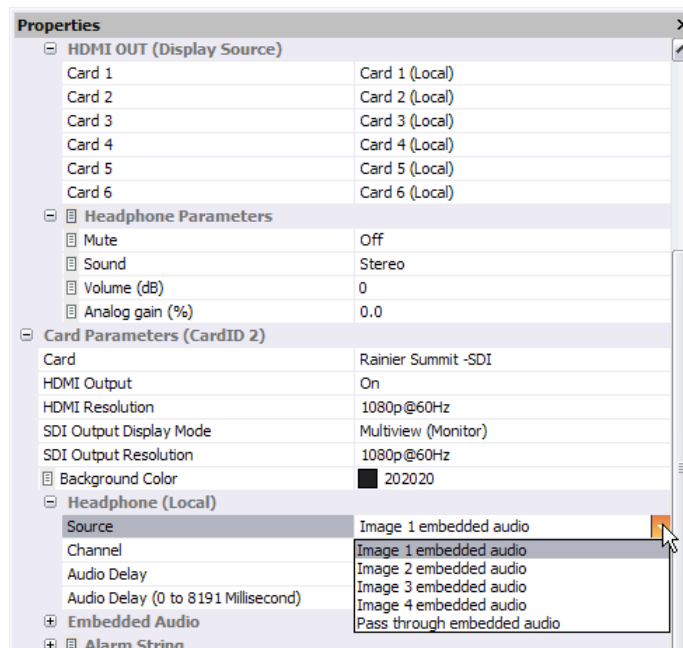 Properties
HDMI OUT (Display Source)
Card 1 Card 1 (Local)
Card 2 Card 2 (Local)
Card 3 Card 3 (Local)
Card 4 Card 4 (Local)
Card 5 Card 5 (Local)
Card 6 Card 6 (Local)
Headphone Parameters
Mute Off
Sound Stereo
Volume (dB) 0
Analog gain (%) 0.0
Card Parameters (CardID 2)
Card Rainier Summit -SDI
HDMI Output On
HDMI Resolution 1080p@60Hz
SDI Output Display Mode Multiview (Monitor)
SDI Output Resolution 1080p@60Hz
Background Color 202020
Headphone (Local)
Source Image 1 embedded audio
Channel Image 1 embedded audio
Image 2 embedded audio
Audio Delay Image 3 embedded audio
Audio Delay (0 to 8191 Millisecond) Image 4 embedded audio
Embedded Audio Pass through embedded audio
Alarm String